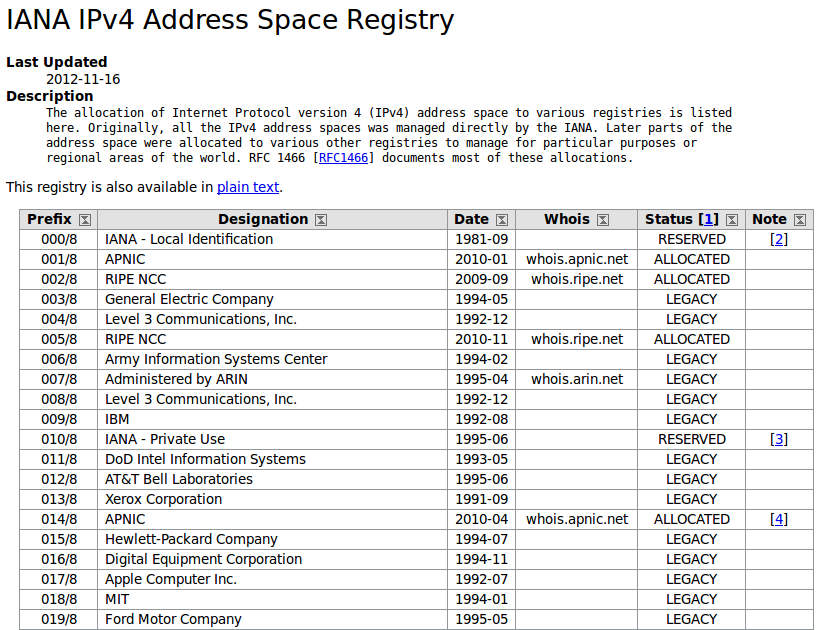 IANA IPv4 Address Space Registry
Last Updated
2012-11-16
Description
The allocation of Internet Protocol version 4 (IPv4) address space to various registries is listed
here. Originally, all the IPv4 address spaces was managed directly by the IANA. Later parts of the
address space were allocated to various other registries to manage for particular purposes or
regional areas of the world. RFC 1466 [RFC1466] documents most of these allocations.
This registry is also available in plain text.
Prefix Designation Date Whois Status [1] Note
000/8 IANA - Local Identification 1981-09 RESERVED [2]
001/8 APNIC 2010-01 whois.apnic.net ALLOCATED
002/8 RIPE NCC 2009-09 whois.ripe.net ALLOCATED
003/8 General Electric Company 1994-05 LEGACY
004/8 Level 3 Communications, Inc. 1992-12 LEGACY
005/8 RIPE NCC 2010-11 whois.ripe.net ALLOCATED
006/8 Army Information Systems Center 1994-02 LEGACY
007/8 Administered by ARIN 1995-04 whois.arin.net LEGACY
008/8 Level 3 Communications, Inc. 1992-12 LEGACY
009/8 IBM 1992-08 LEGACY
010/8 IANA - Private Use 1995-06 RESERVED [3]
011/8 DoD Intel Information Systems 1993-05 LEGACY
012/8 AT&T Bell Laboratories 1995-06 LEGACY
013/8 Xerox Corporation 1991-09 LEGACY
014/8 APNIC 2010-04 whois.apnic.net ALLOCATED [4]
015/8 Hewlett-Packard Company 1994-07 LEGACY
016/8 Digital Equipment Corporation 1994-11 LEGACY
017/8 Apple Computer Inc. 1992-07 LEGACY
018/8 MIT 1994-01 LEGACY
019/8 Ford Motor Company 1995-05 LEGACY